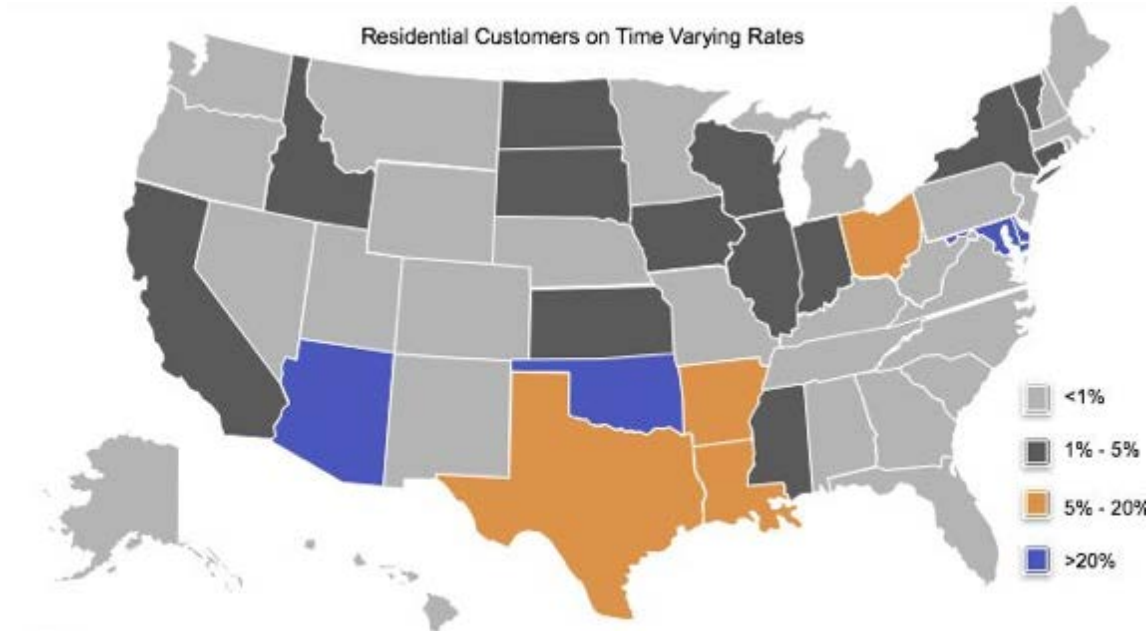 Residential Customers on Time Varying Rates
<1%
1% - 5%
5% - 20%
>20%